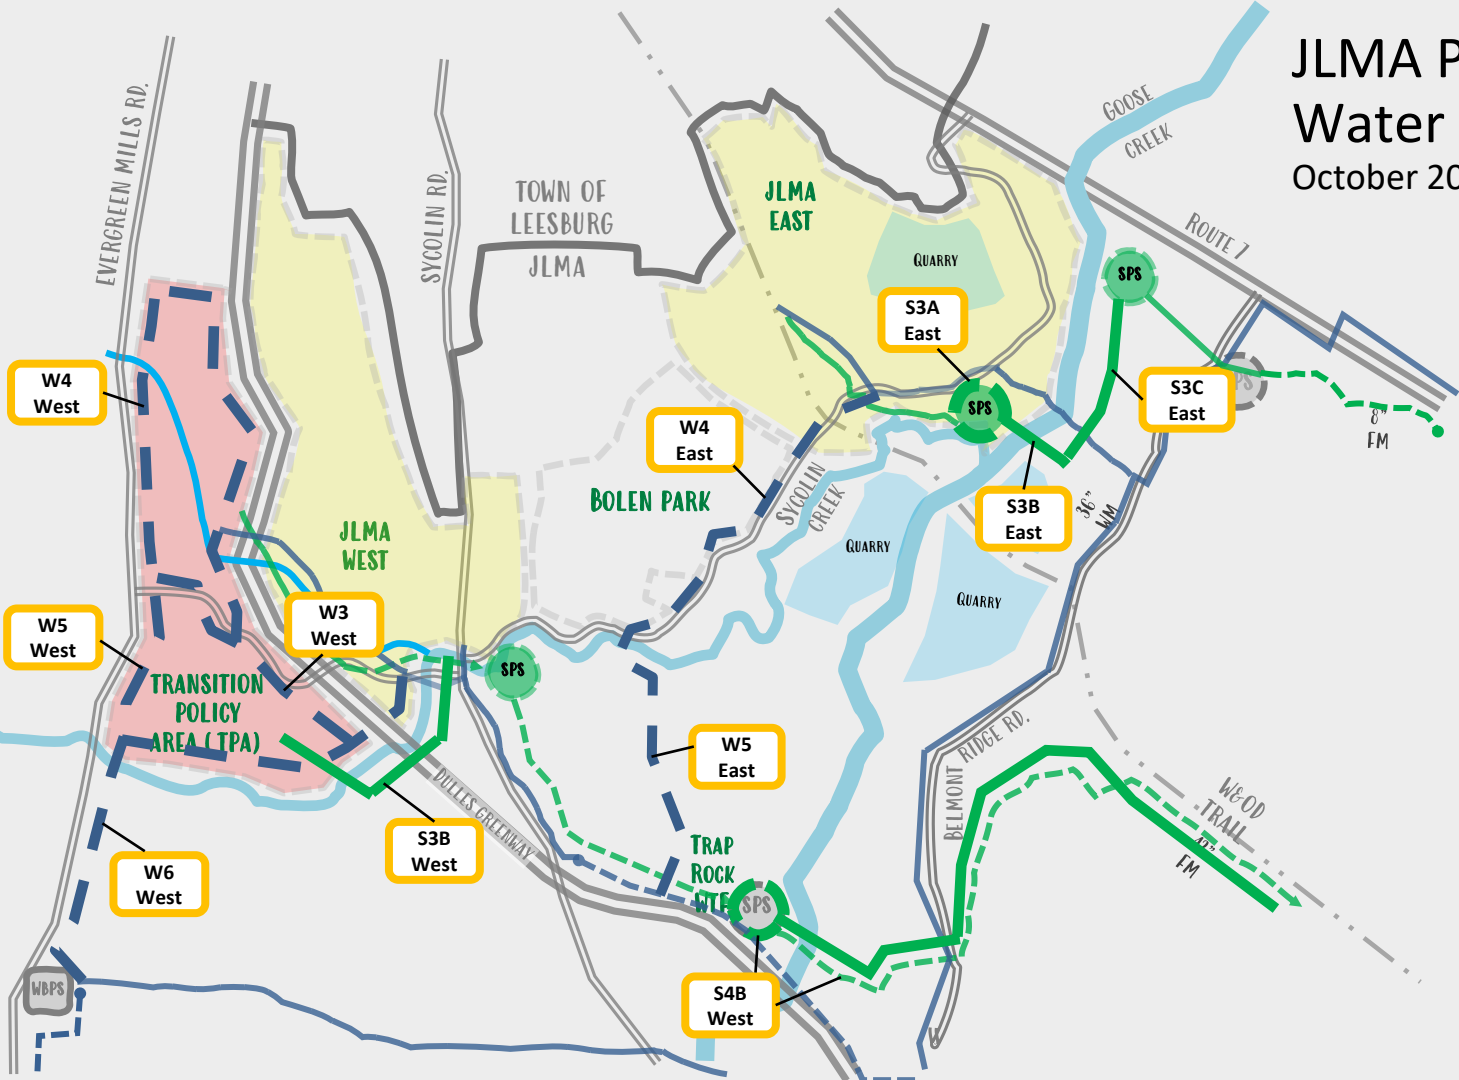 JLMA P
Water
October 20
EVERGREEN MILLS RD.
SYCOLIN RD.
TOWN OF
LEESBURG
JLMA
JLMA
EAST
QUARRY
GOOSE
CREEK
ROUTE 7
SPS
S3A
East
SPS
S3C
East
8"
FM
W4
West
W4
East
BOLEN PARK
SYCOLIN
CREEK
S3B
East
36"
WM
QUARRY
QUARRY
JLMA
WEST
W3
West
W5
West
TRANSITION
POLICY
AREA (TPA)
SPS
W5
East
BELMONT RIDGE RD.
W&OD
TRAIL
12"
FM
DULLES GREENWAY
S3B
West
TRAP
ROCK
WTF
SPS
W6
West
WBPS
S4B
West